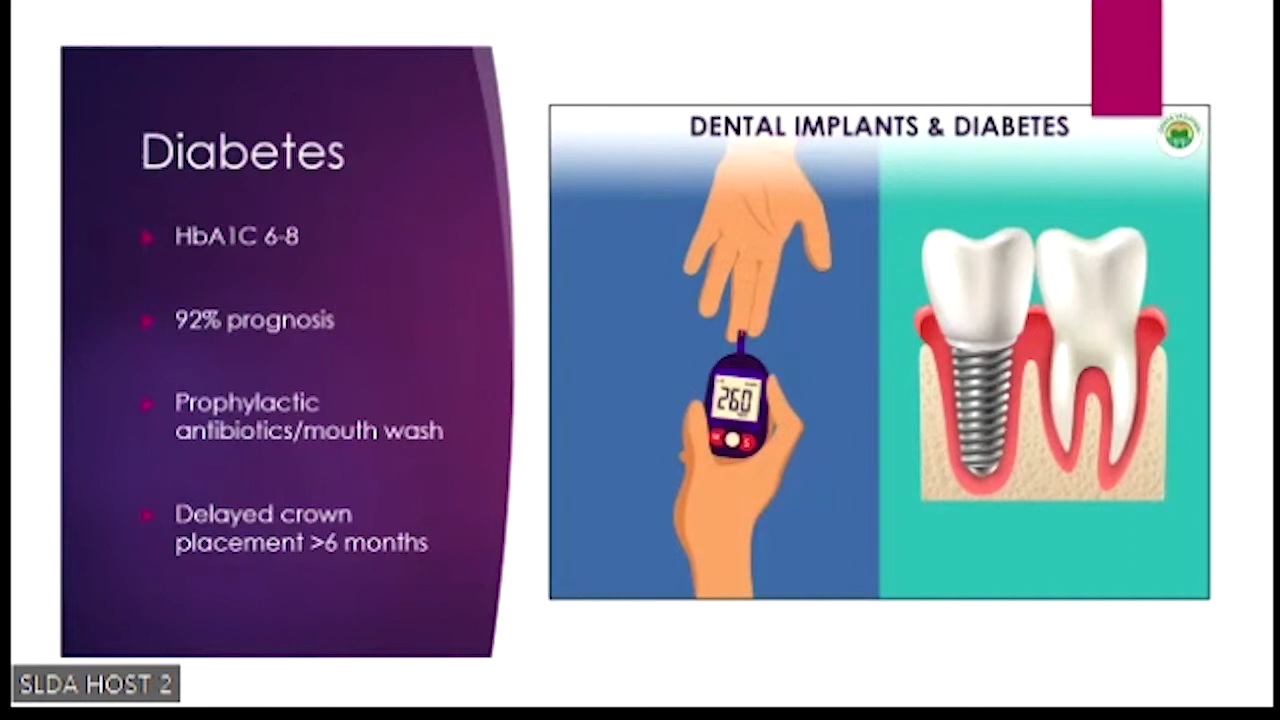 Diabetes
HbA1C 6-8
92% prognosis
Prophylactic
antibiotics/mouth wash
Delayed crown
placement >6 months
DENTAL IMPLANTS & DIABETES
260
SLDA HOST 2